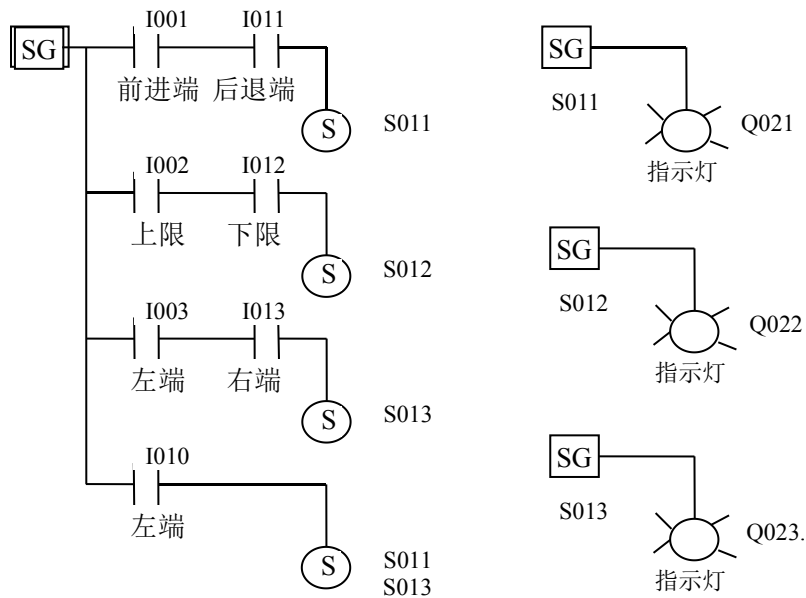 I001 I011
SG
前进端 后退端
S S011
I002 I012
上限 下限
S S012
I003 I013
左端 右端
S S013
I010
左端
S S011
S013
SG
S011
Q021
指示灯
SG
S012
Q022
指示灯
SG
S013
Q023.
指示灯